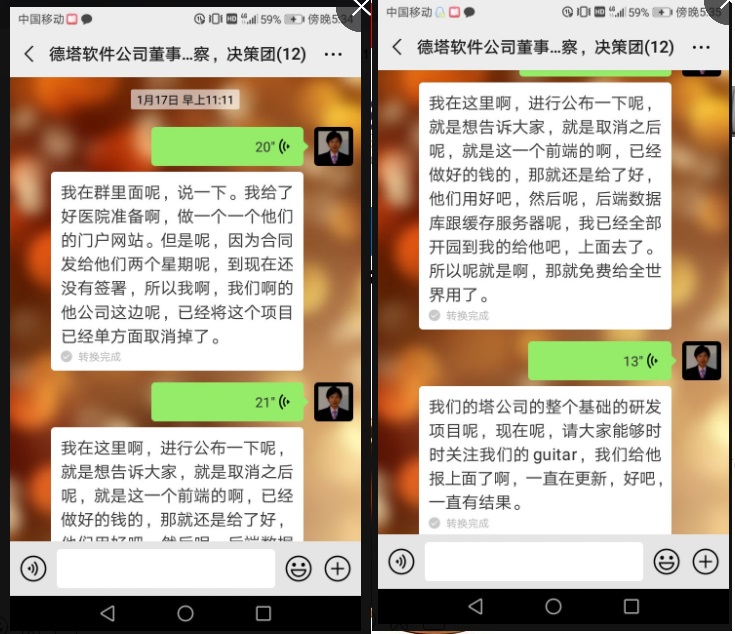 中国移动
59% 傍晚5:34
德塔软件公司董事...察，决策团(12)
1月17日 早上11:11
20"
我在群里面呢，说一下。我给了
好医院准备啊，做一个一个他们
的门户网站。但是呢，因为合同
发给他们两个星期呢，到现在还
没有签署，所以我啊，我们啊的
他公司这边呢，已经将这个项目
已经单方面取消掉了。
转换完成
21"
我在这里啊，进行公布一下呢，
就是想告诉大家，就是取消之后
呢，就是这一个前端的啊，已经
做好的钱的，那就还是给了好，
他们用好吧，然后呢，后端数据
中国移动
59% 傍晚5:35
德塔软件公司董事...察，决策团(12)
我在这里啊，进行公布一下呢，
就是想告诉大家，就是取消之后
呢，就是这一个前端的啊，已经
做好的钱的，那就还是给了好，
他们用好吧，然后呢，后端数据
库跟缓存服务器呢，我已经全部
开园到我的给他吧，上面去了。
所以呢就是啊，那就免费给全世
界用了。
转换完成
13"
我们的塔公司的整个基础的研发
项目呢，现在呢，请大家能够时
时关注我们的 guitar，我们给他
报上面了啊，一直在更新，好吧，
一直有结果。
转换完成